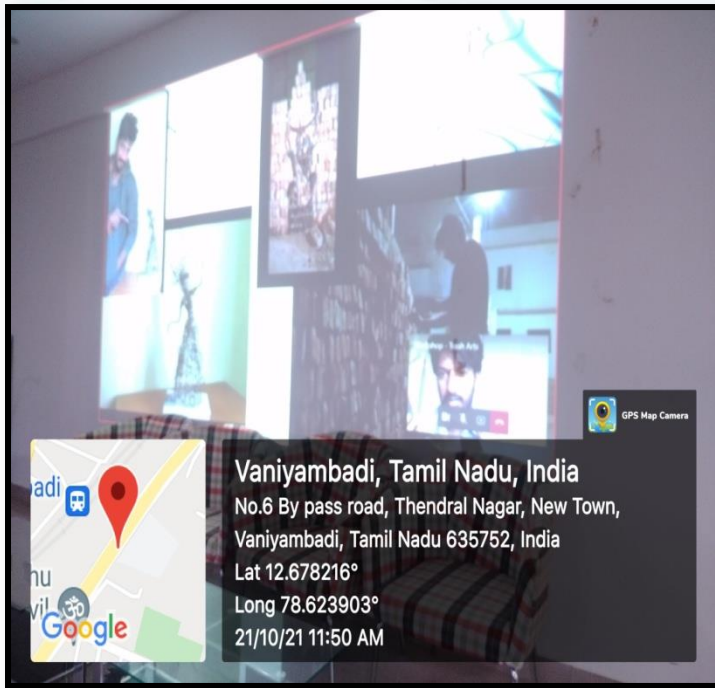 GPS Map Camera
Vaniyambadi, Tamil Nadu, India
No.6 By pass road, Thendral Nagar, New Town,
Vaniyambadi, Tamil Nadu 635752, India
Lat 12.678216°
Long 78.623903°
21/10/21 11:50 AM
adi
Google